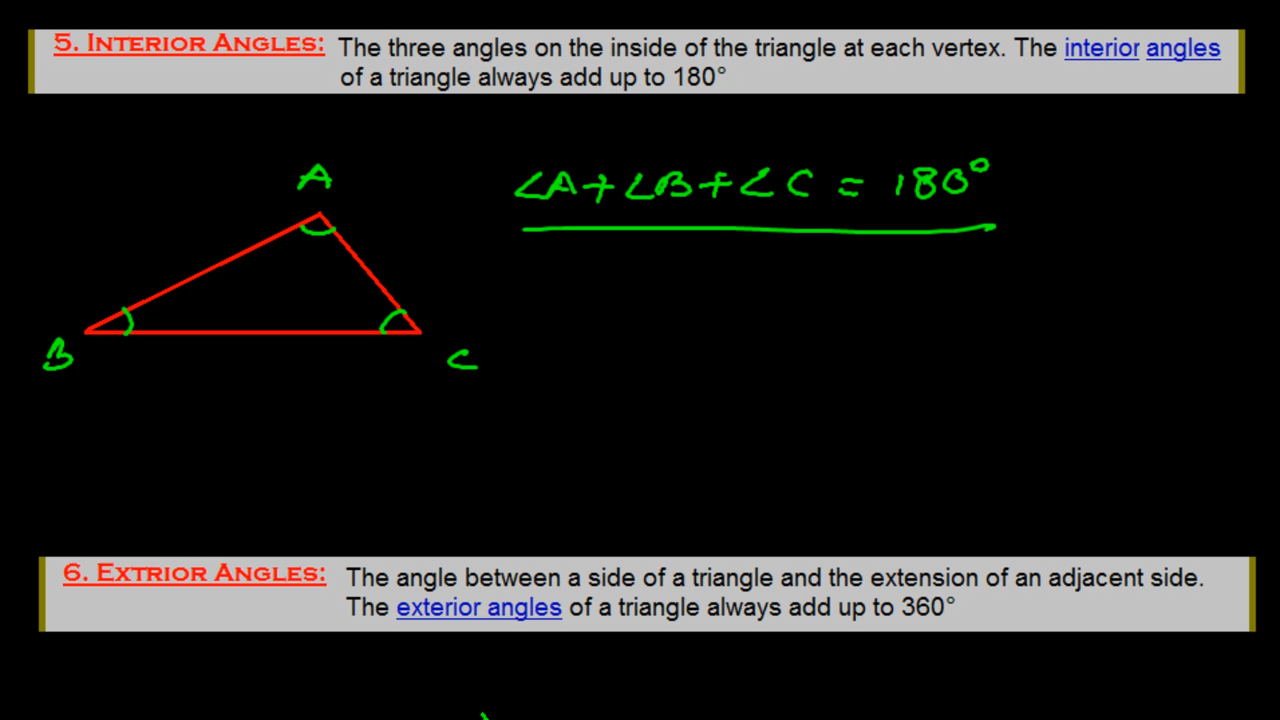 5. INTERIOR ANGLES: The three angles on the inside of the triangle at each vertex. The interior angles
of a triangle always add up to 180°
A
∠A+∠B+∠C = 180°
B
C
6. EXTRIOR ANGLES: The angle between a side of a triangle and the extension of an adjacent side.
The exterior angles of a triangle always add up to 360°